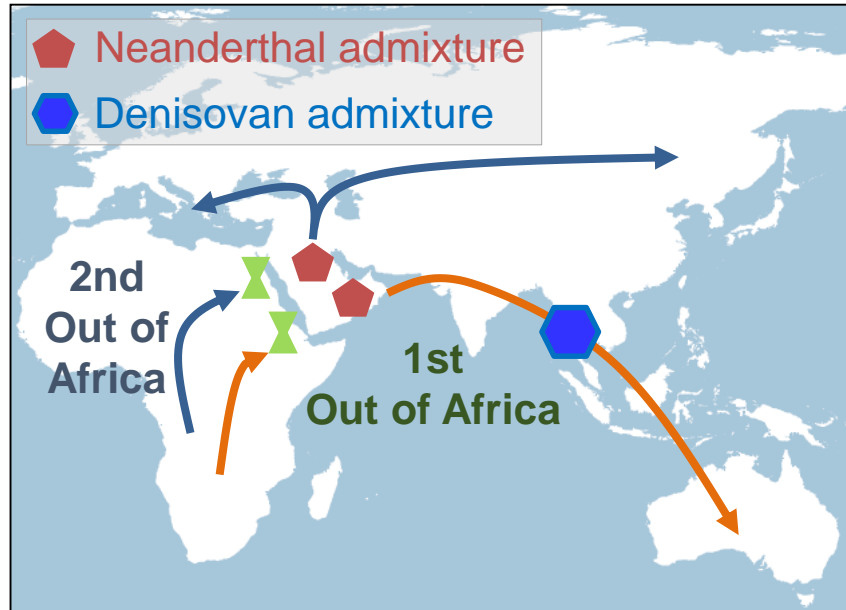 Neanderthal admixture
Denisovan admixture
2nd
Out of
Africa
1st
Out of Africa